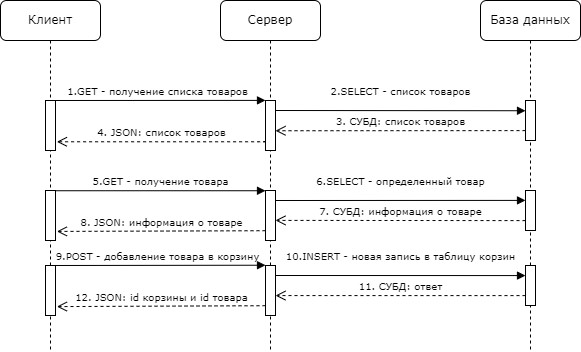 Клиент
Сервер
База данных
1.GET - получение списка товаров
2.SELECT - список товаров
3. СУБД: список товаров
4. JSON: список товаров
5.GET - получение товара
6.SELECT - определенный товар
7. СУБД: информация о товаре
8. JSON: информация о товаре
9.POST - добавление товара в корзину
10.INSERT - новая запись в таблицу корзин
11. СУБД: ответ
12. JSON: id корзины и id товара